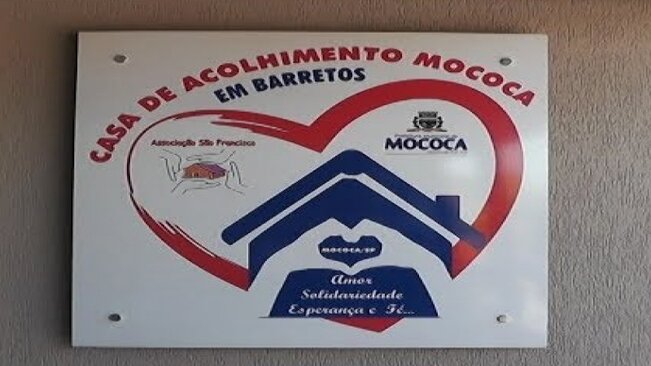 CASA DE ACOLHIMENTO MOCOCA
EM BARRETOS
Associação São Francisco
MOCOCA
MOCOCA/SP
Amor
Solidariedade
Esperança e Fé...